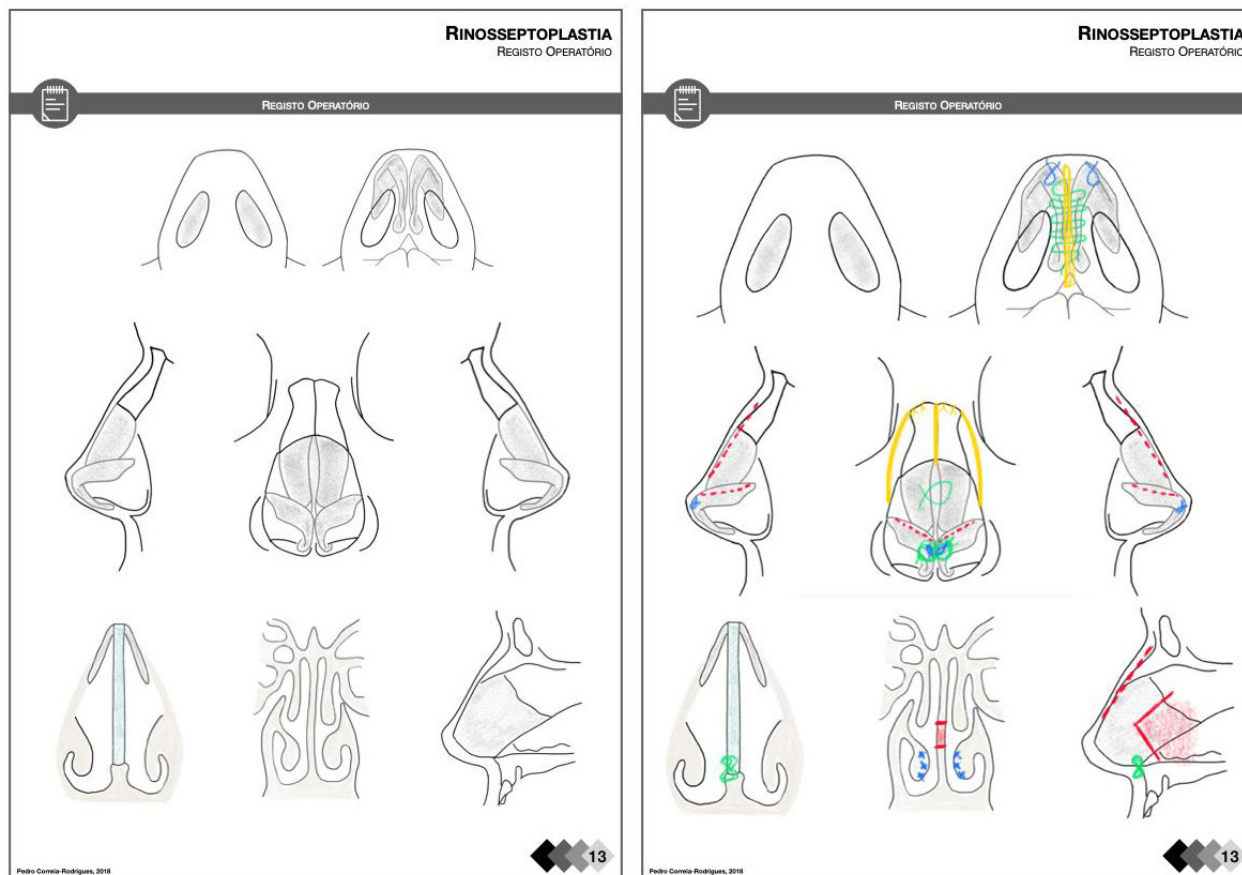 RINOSSEPTOPLASTIA
REGISTO OPERATÓRIO
REGISTO OPERATÓRIO
13
Pedro Correia-Rodrigues, 2018
RINOSSEPTOPLASTIA
REGISTO OPERATÓRIO
REGISTO OPERATÓRIO
13
Pedro Correia-Rodrigues, 2018